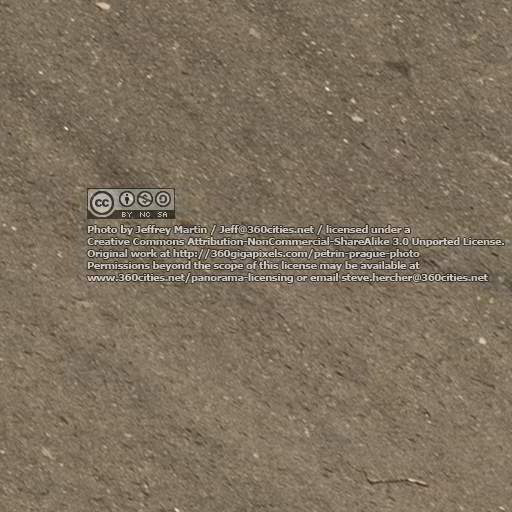 cc
BY NC SA
Photo by Jeffrey Martin / Jeff@360cities.net / licensed under a
Creative Commons Attribution-NonCommercial-ShareAlike 3.0 Unported License.
Original work at http://360gigapixels.com/petrin-prague-photo
Permissions beyond the scope of this license may be available at
www.360cities.net/panorama-licensing or email steve.hercher@360cities.net